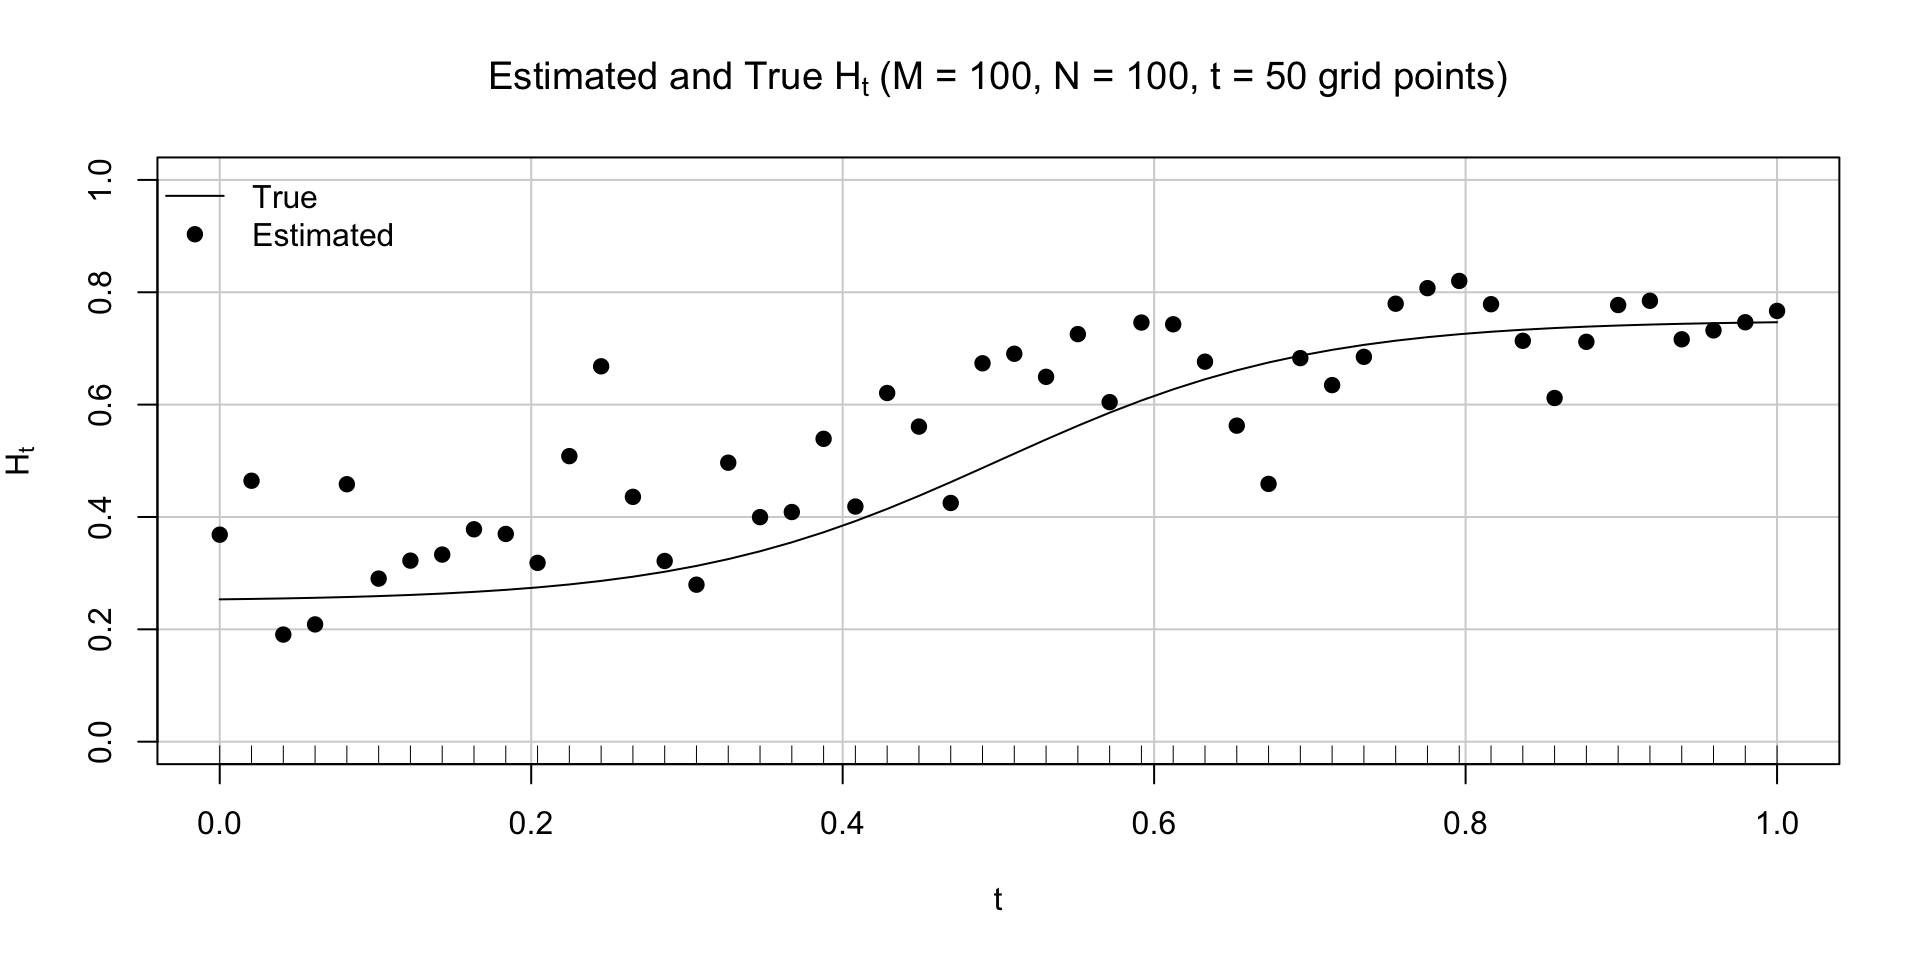 Estimated and True Hₜ (M = 100, N = 100, t = 50 grid points)
True
Estimated
Hₜ
1.0
0.8
0.6
0.4
0.2
0.0
0.0 0.2 0.4 0.6 0.8 1.0
t